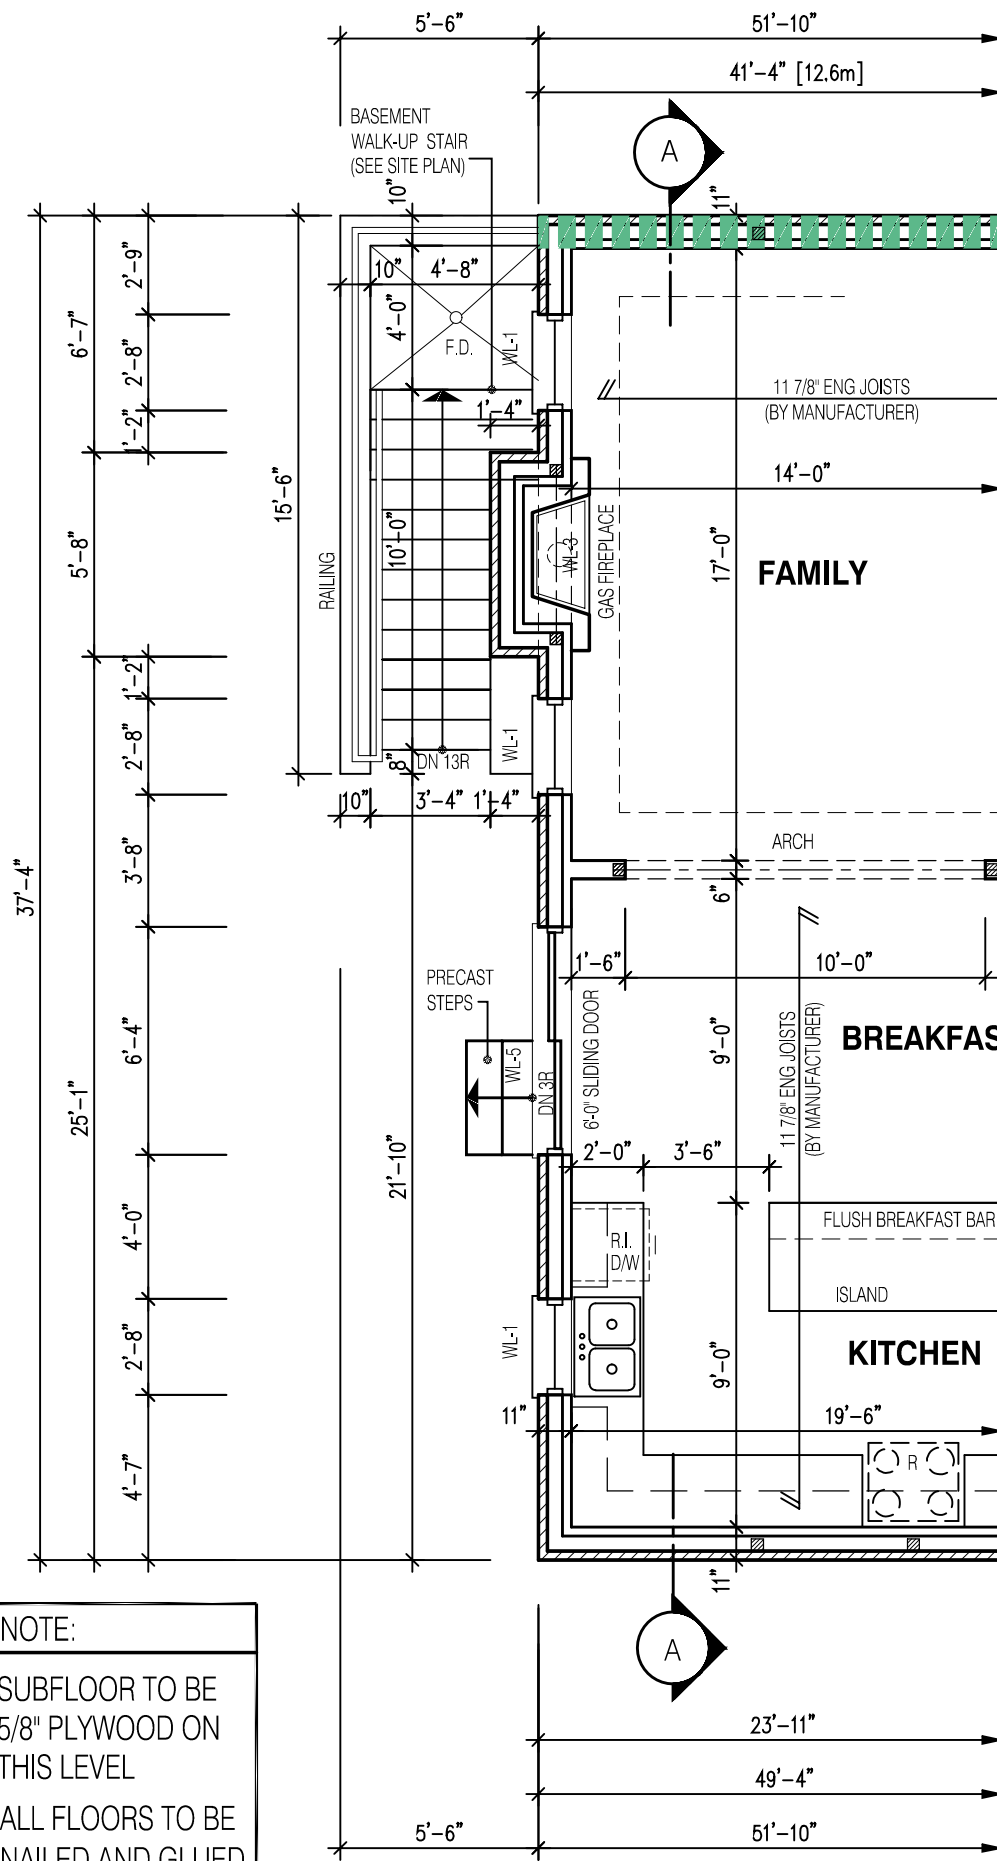 5'-6"
51'-10"
41'-4" [12.6m]
BASEMENT
WALK-UP STAIR
(SEE SITE PLAN)
A
10"
11"
2'-9"
10"
4'-8"
6'-7"
4'-0"
F.D.
WL-1
2'-8"
11 7/8" ENG JOISTS
(BY MANUFACTURER)
1'-2"
1'-4"
14'-0"
15'-6"
10'-0"
5'-8"
RAILING
WL-3
GAS FIREPLACE
17'-0"
FAMILY
1'-2"
2'-8"
WL-1
8"
DN 13R
10"
3'-4"
1'-4"
3'-8"
ARCH
37'-4"
6"
1'-6"
10'-0"
PRECAST
STEPS
6'-4"
6'-0" SLIDING DOOR
9'-0"
11 7/8" ENG JOISTS
(BY MANUFACTURER)
BREAKFAS
WL-5
DN 3R
25'-1"
21'-10"
2'-0"
3'-6"
4'-0"
R.I.
D/W
FLUSH BREAKFAST BAR
ISLAND
2'-8"
WL-1
9'-0"
KITCHEN
11"
19'-6"
4'-7"
R
11"
NOTE:
A
SUBFLOOR TO BE
5/8" PLYWOOD ON
THIS LEVEL
23'-11"
49'-4"
ALL FLOORS TO BE
NAILED AND GLUED
5'-6"
51'-10"